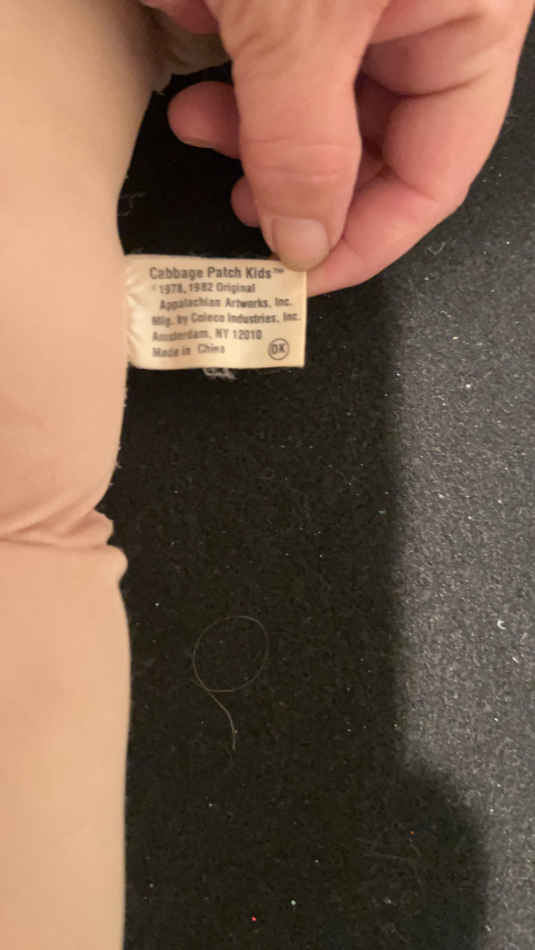 Cabbage Patch Kids™
©1978, 1982 Original
Appalachian Artworks, Inc.
Mfg. by Coleco Industries, Inc.
Amsterdam, NY 12010
Made in China
OK